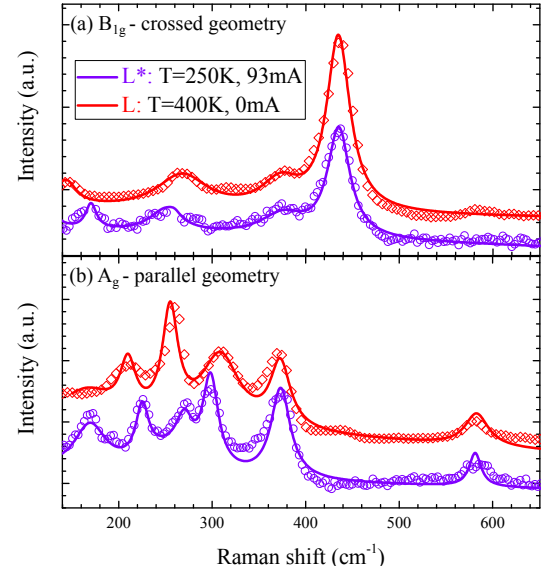 (a) B1g - crossed geometry
L*: T=250K, 93mA
L: T=400K, 0mA
Intensity (a.u.)
(b) Ag - parallel geometry
Intensity (a.u.)
200 300 400 500 600
Raman shift (cm-1)